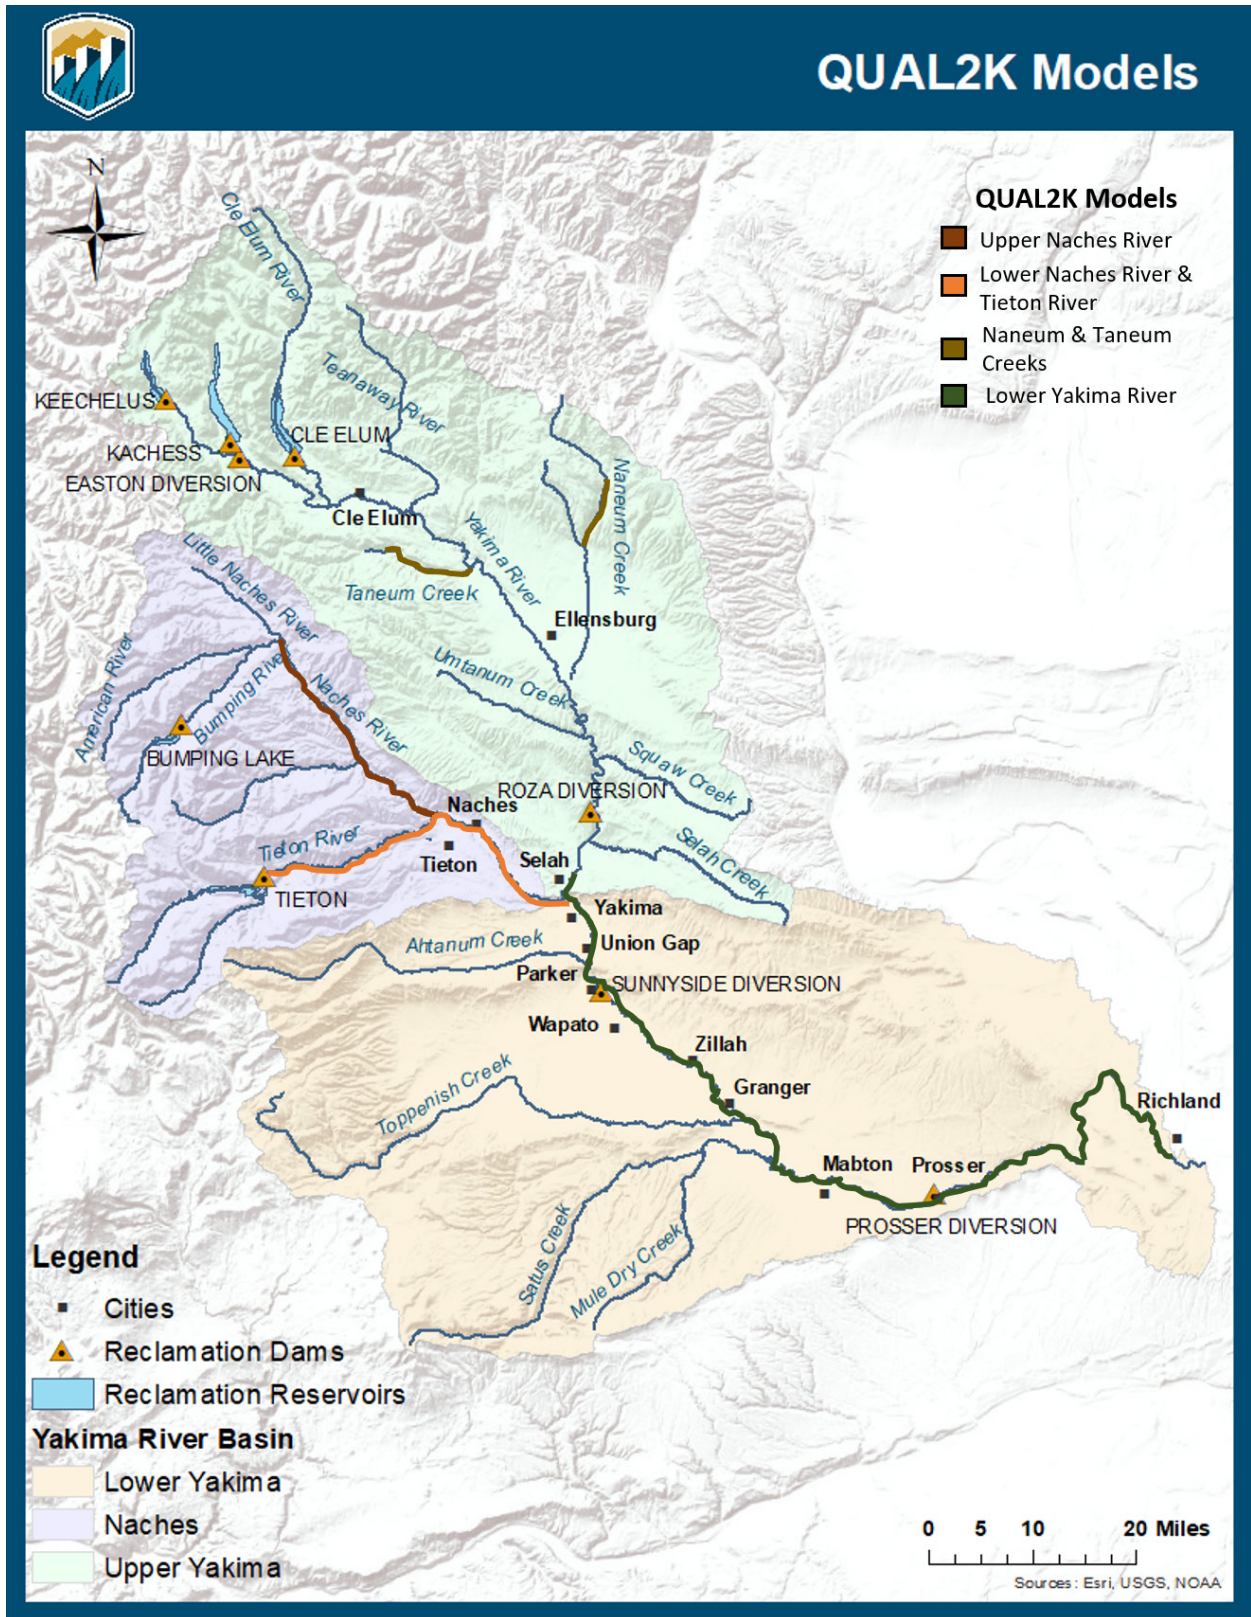 QUAL2K Models
N
QUAL2K Models
Upper Naches River
Lower Naches River &
Tieton River
Naneum & Taneum
Creeks
Lower Yakima River
Cle Elum River
Teanaway River
KEECHELUS
CLE ELUM
KACHESS
EASTON DIVERSION
Cle Elum
Naneum Creek
Yakima River
Taneum Creek
Little Naches River
Ellensburg
American River
Bumping River
Naches River
Umtanum Creek
BUMPING LAKE
Squaw Creek
ROZA DIVERSION
Naches
Tieton River
Tieton
Selah
Selah Creek
TIETON
Yakima
Ahtanum Creek
Union Gap
Parker
SUNNYSIDE DIVERSION
Wapato
Zillah
Toppenish Creek
Granger
Richland
Mabton
Prosser
PROSSER DIVERSION
Satus Creek
Mule Dry Creek
Legend
Cities
Reclamation Dams
Reclamation Reservoirs
Yakima River Basin
Lower Yakima
Naches
Upper Yakima
0 5 10 20 Miles
Sources: Esri, USGS, NOAA